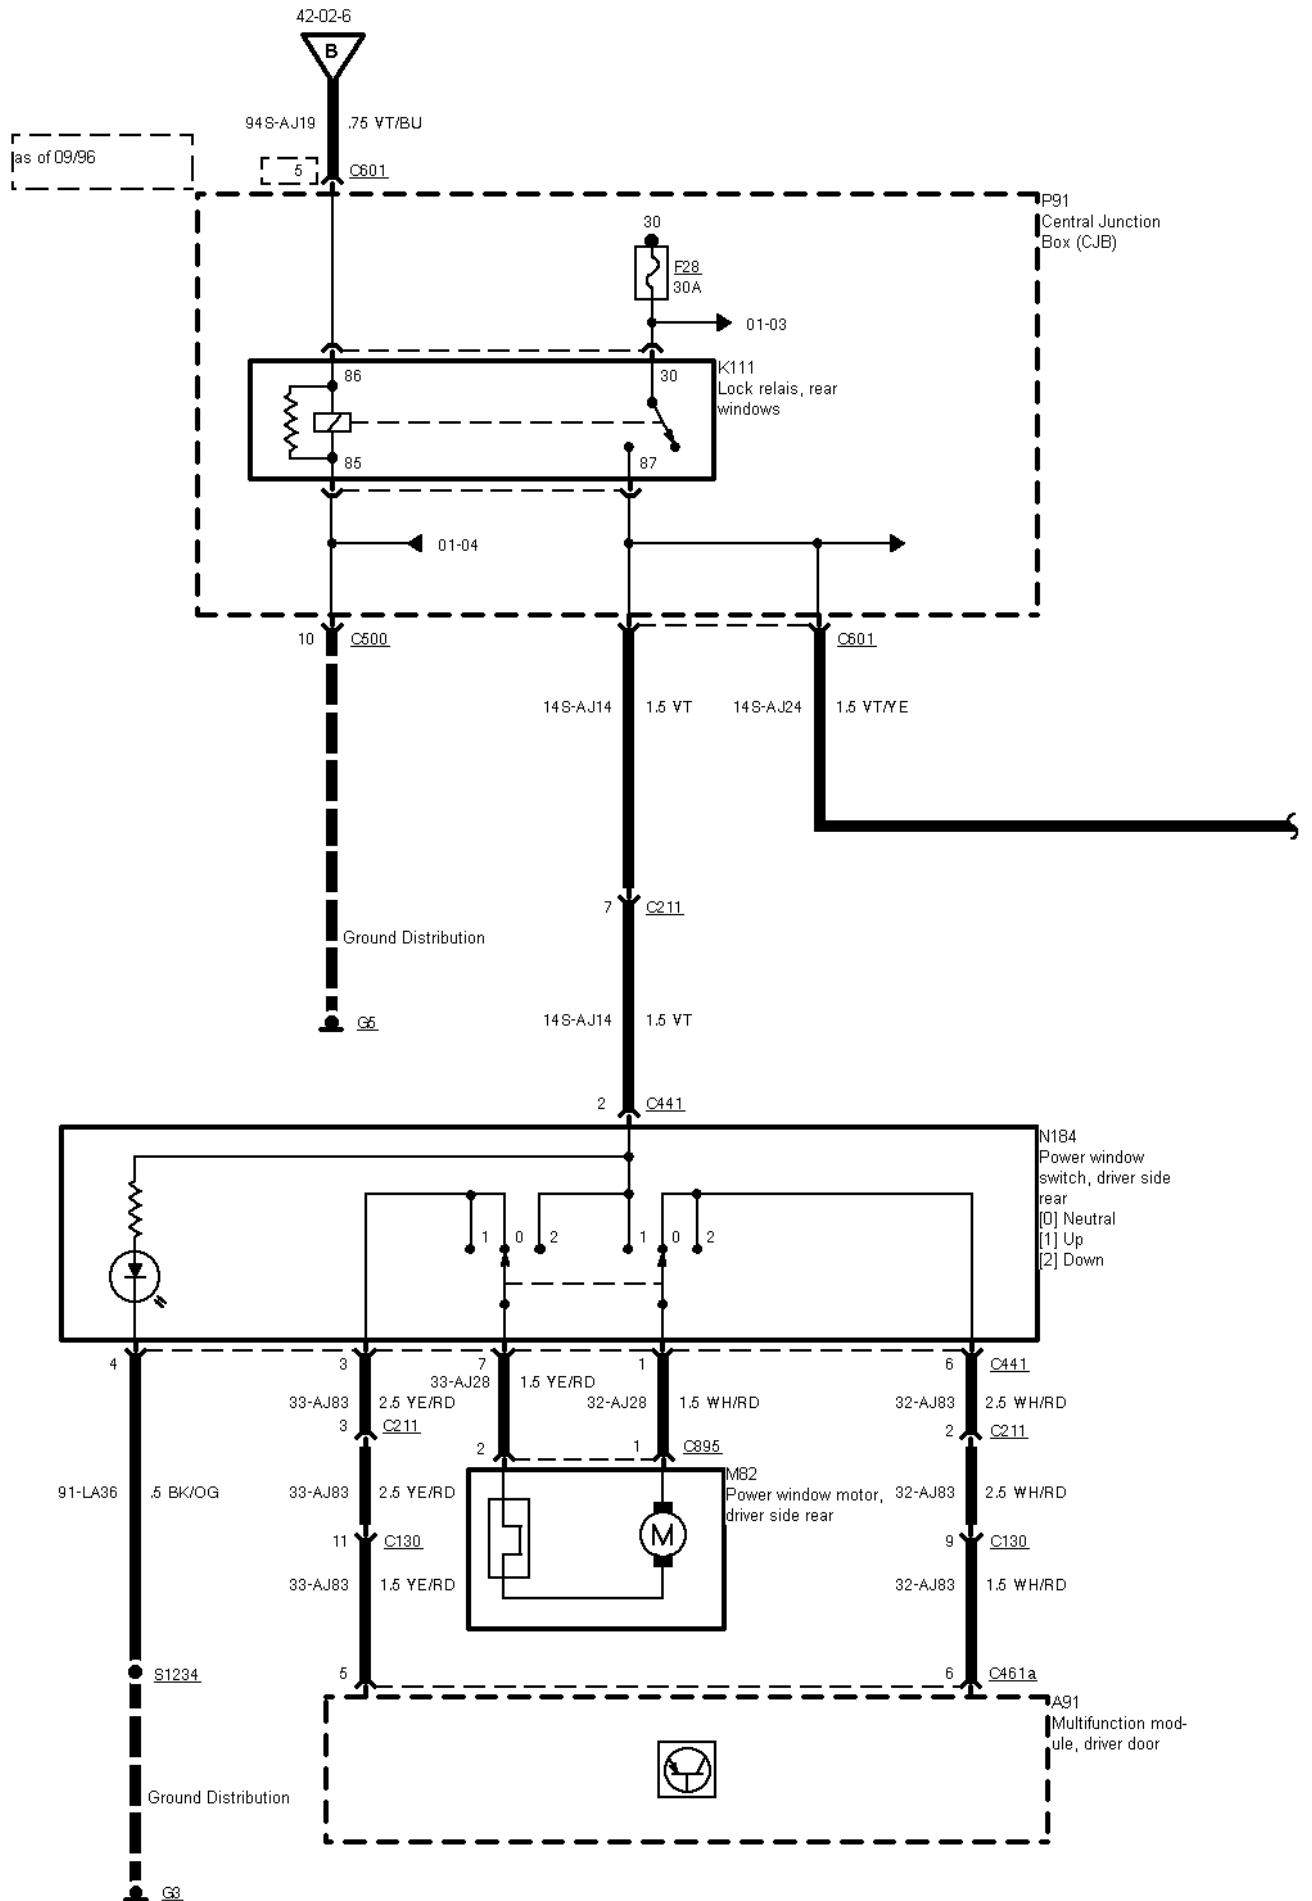 42-02-6
B
94S-AJ19 .75 VT/BU
as of 09/96
5 C601
P91
Central Junction
Box (CJB)
30
F28
30A
01-03
K111
Lock relais, rear
windows
86 30
85 87
01-04
10 C500 C601
14S-AJ14 1.5 VT 14S-AJ24 1.5 VT/YE
7 C211
Ground Distribution
14S-AJ14 1.5 VT
G5
2 C441
N184
Power window
switch, driver side
rear
[0] Neutral
[1] Up
[2] Down
1 0 2 1 0 2
4 3 7 1 6 C441
33-AJ28 1.5 YE/RD
33-AJ83 2.5 YE/RD 32-AJ28 1.5 WH/RD 32-AJ83 2.5 WH/RD
3 C211 2 1 C895 2 C211
M82
Power window motor,
driver side rear
91-LA36 .5 BK/OG 33-AJ83 2.5 YE/RD 32-AJ83 2.5 WH/RD
M
11 C130 9 C130
33-AJ83 1.5 YE/RD 32-AJ83 1.5 WH/RD
S1234 5 6 C461a
A91
Multifunction mod-
ule, driver door
Ground Distribution
G3